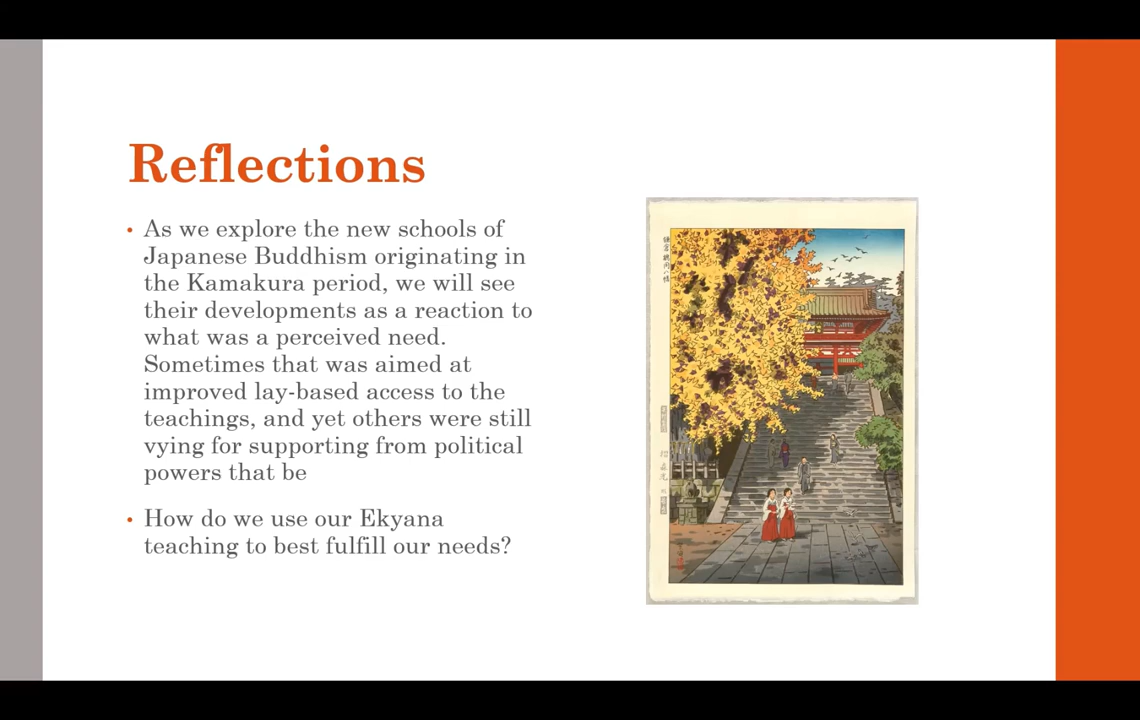 Reflections
• As we explore the new schools of
Japanese Buddhism originating in
the Kamakura period, we will see
their developments as a reaction to
what was a perceived need.
Sometimes that was aimed at
improved lay-based access to the
teachings, and yet others were still
vying for supporting from political
powers that be
• How do we use our Ekyana
teaching to best fulfill our needs?